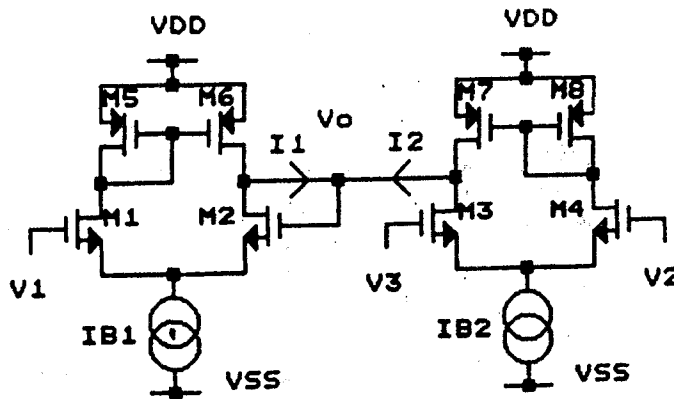 VDD VDD
M5 M6 M7 M8
Vo
I1 I2
M1 M2 M3 M4
V1 V3 V2
IB1 IB2
VSS VSS